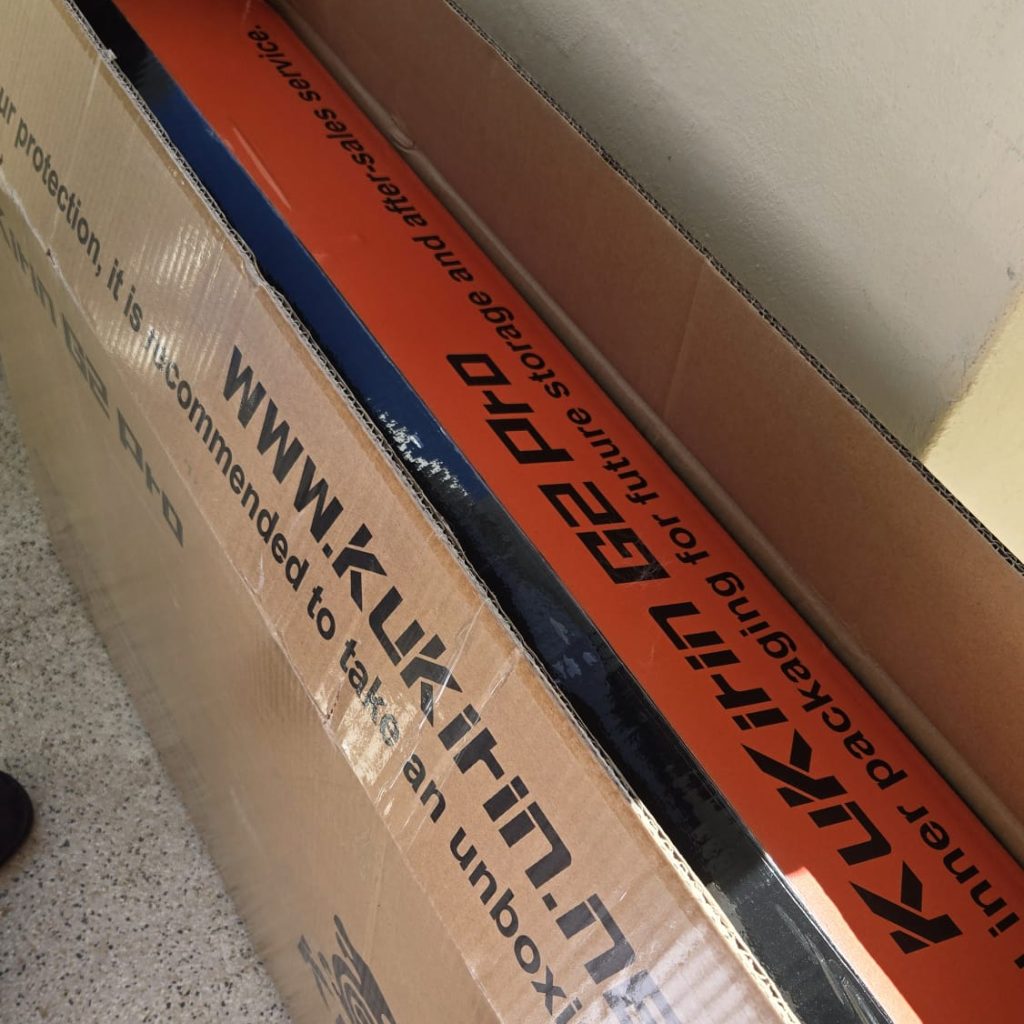 www.kukirin.n
ur protection, it is recommended to take an unboxi
Kirin G2 Pro
KuKirin G2 Pro
inner packaging for future storage and after-sales service.